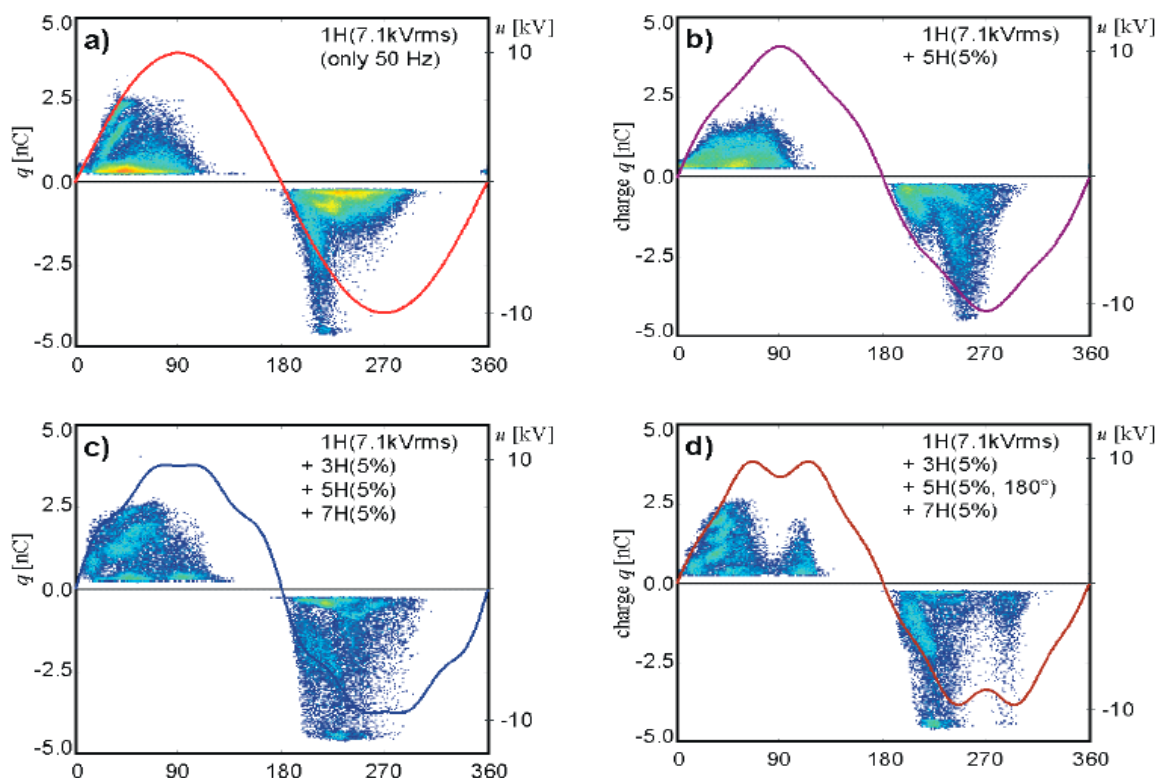 a)
1H(7.1kVrms)
(only 50 Hz)
u [kV]
5.0
2.5
0.0
-2.5
-5.0
q [nC]
10
-10
0 90 180 270 360
b)
1H(7.1kVrms)
+ 5H(5%)
u [kV]
5.0
2.5
0.0
-2.5
-5.0
charge q [nC]
10
-10
0 90 180 270 360
c)
1H(7.1kVrms)
+ 3H(5%)
+ 5H(5%)
+ 7H(5%)
u [kV]
5.0
2.5
0.0
-2.5
-5.0
q [nC]
10
-10
0 90 180 270 360
d)
1H(7.1kVrms)
+ 3H(5%)
+ 5H(5%, 180°)
+ 7H(5%)
u [kV]
5.0
2.5
0.0
-2.5
-5.0
charge q [nC]
10
-10
0 90 180 270 360